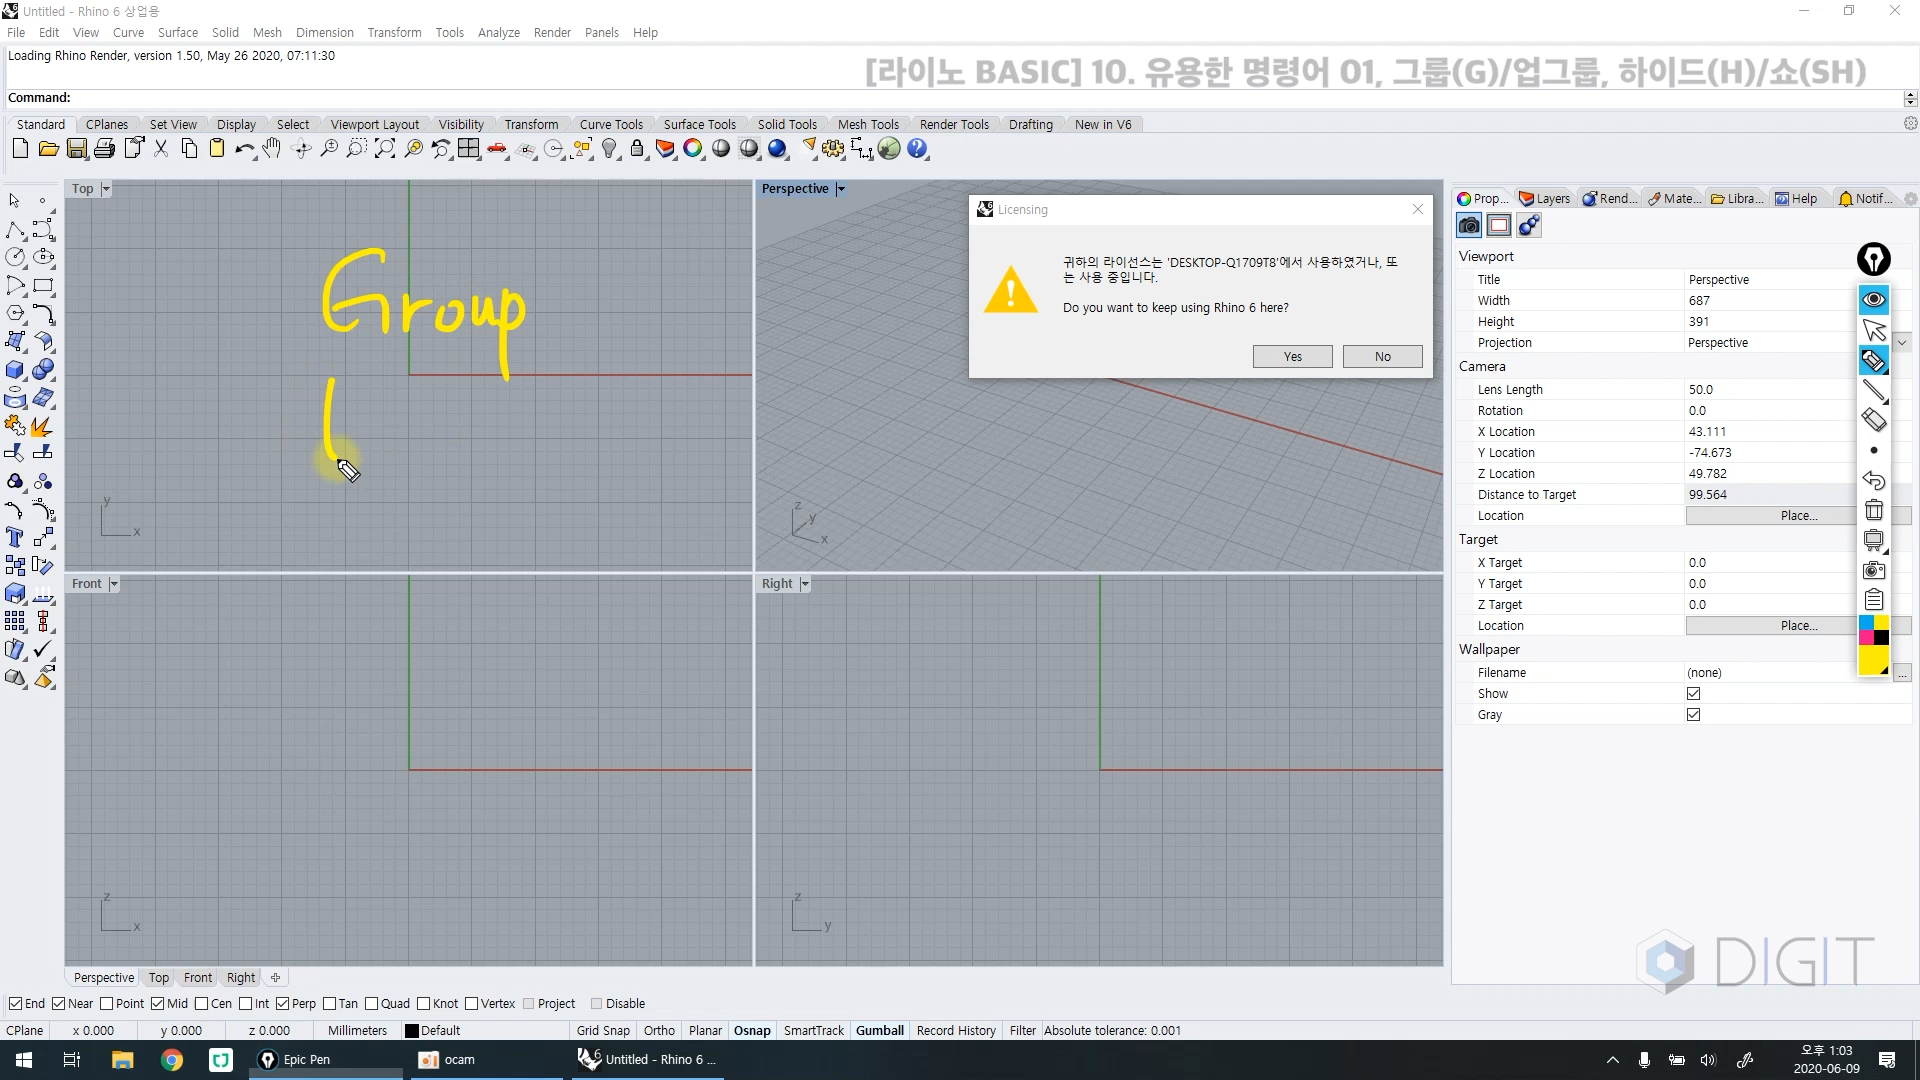 Untitled - Rhino 6 상업용
File Edit View Curve Surface Solid Mesh Dimension Transform Tools Analyze Render Panels Help
Loading Rhino Render, version 1.50, May 26 2020, 07:11:30
[라이노 BASIC] 10. 유용한 명령어 01, 그룹(G)/업그룹, 하이드(H)/쇼(SH)
Command:
Standard CPlanes Set View Display Select Viewport Layout Visibility Transform Curve Tools Surface Tools Solid Tools Mesh Tools Render Tools Drafting New in V6
Top
Group
y
x
Perspective
z
y
x
Licensing
귀하의 라이선스는 'DESKTOP-Q1709T8'에서 사용하였거나, 또
는 사용 중입니다.
Do you want to keep using Rhino 6 here?
Yes No
Front
z
x
Right
z
y
Prop... Layers Rend... Mate... Libra... Help Notif...
Viewport
Title Perspective
Width 687
Height 391
Projection Perspective
Camera
Lens Length 50.0
Rotation 0.0
X Location 43.111
Y Location -74.673
Z Location 49.782
Distance to Target 99.564
Location Place...
Target
X Target 0.0
Y Target 0.0
Z Target 0.0
Location Place...
Wallpaper
Filename (none) ...
Show
Gray
DIGIT
Perspective Top Front Right
End Near Point Mid Cen Int Perp Tan Quad Knot Vertex Project Disable
CPlane x 0.000 y 0.000 z 0.000 Millimeters Default Grid Snap Ortho Planar Osnap SmartTrack Gumball Record History Filter Absolute tolerance: 0.001
Epic Pen ocam Untitled - Rhino 6 ...
오후 1:03
2020-06-09